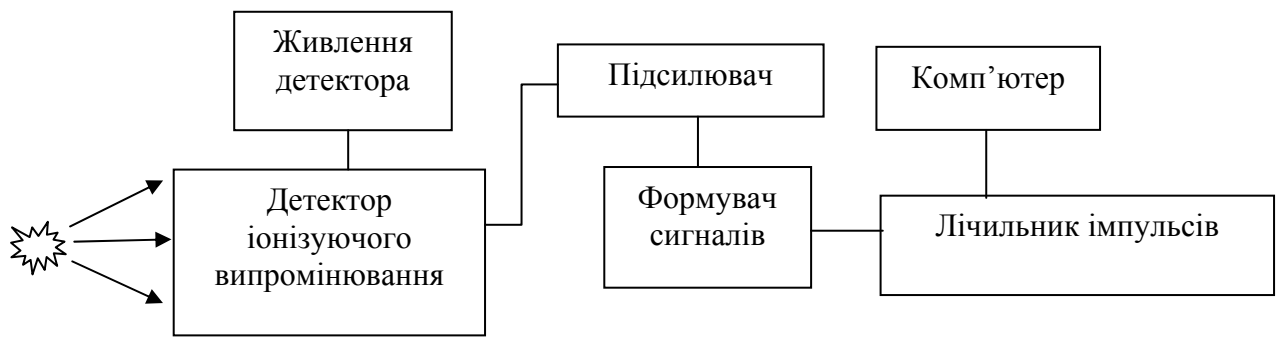 Живлення
детектора
Підсилювач
Комп’ютер
Детектор
іонізуючого
випромінювання
Формувач
сигналів
Лічильник імпульсів